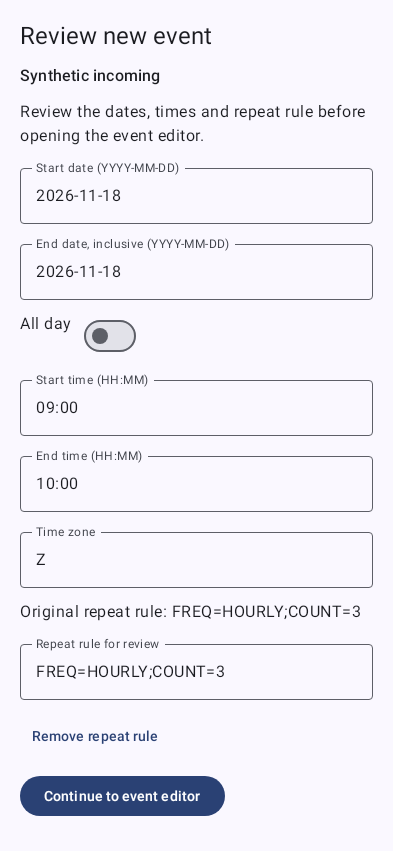 Review new event
Synthetic incoming
Review the dates, times and repeat rule before
opening the event editor.
Start date (YYYY-MM-DD)
2026-11-18
End date, inclusive (YYYY-MM-DD)
2026-11-18
All day
Start time (HH:MM)
09:00
End time (HH:MM)
10:00
Time zone
Z
Original repeat rule: FREQ=HOURLY;COUNT=3
Repeat rule for review
FREQ=HOURLY;COUNT=3
Remove repeat rule
Continue to event editor